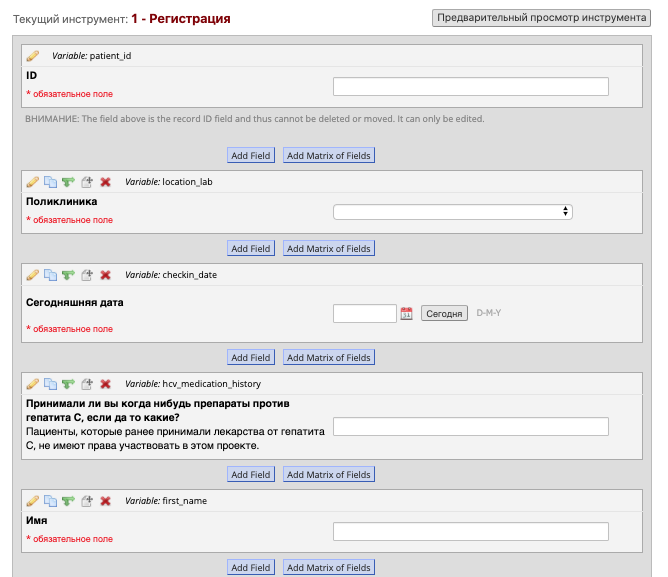 Текущий инструмент: 1 - Регистрация
Предварительный просмотр инструмента
Variable: patient_id
ID
* обязательное поле
ВНИМАНИЕ: The field above is the record ID field and thus cannot be deleted or moved. It can only be edited.
Add Field Add Matrix of Fields
Variable: location_lab
Поликлиника
* обязательное поле
Add Field Add Matrix of Fields
Variable: checkin_date
Сегодняшняя дата
31 Сегодня D-M-Y
* обязательное поле
Add Field Add Matrix of Fields
Variable: hcv_medication_history
Принимали ли вы когда нибудь препараты против
гепатита С, если да то какие?
Пациенты, которые ранее принимали лекарства от гепатита
С, не имеют права участвовать в этом проекте.
Add Field Add Matrix of Fields
Variable: first_name
Имя
* обязательное поле
Add Field Add Matrix of Fields